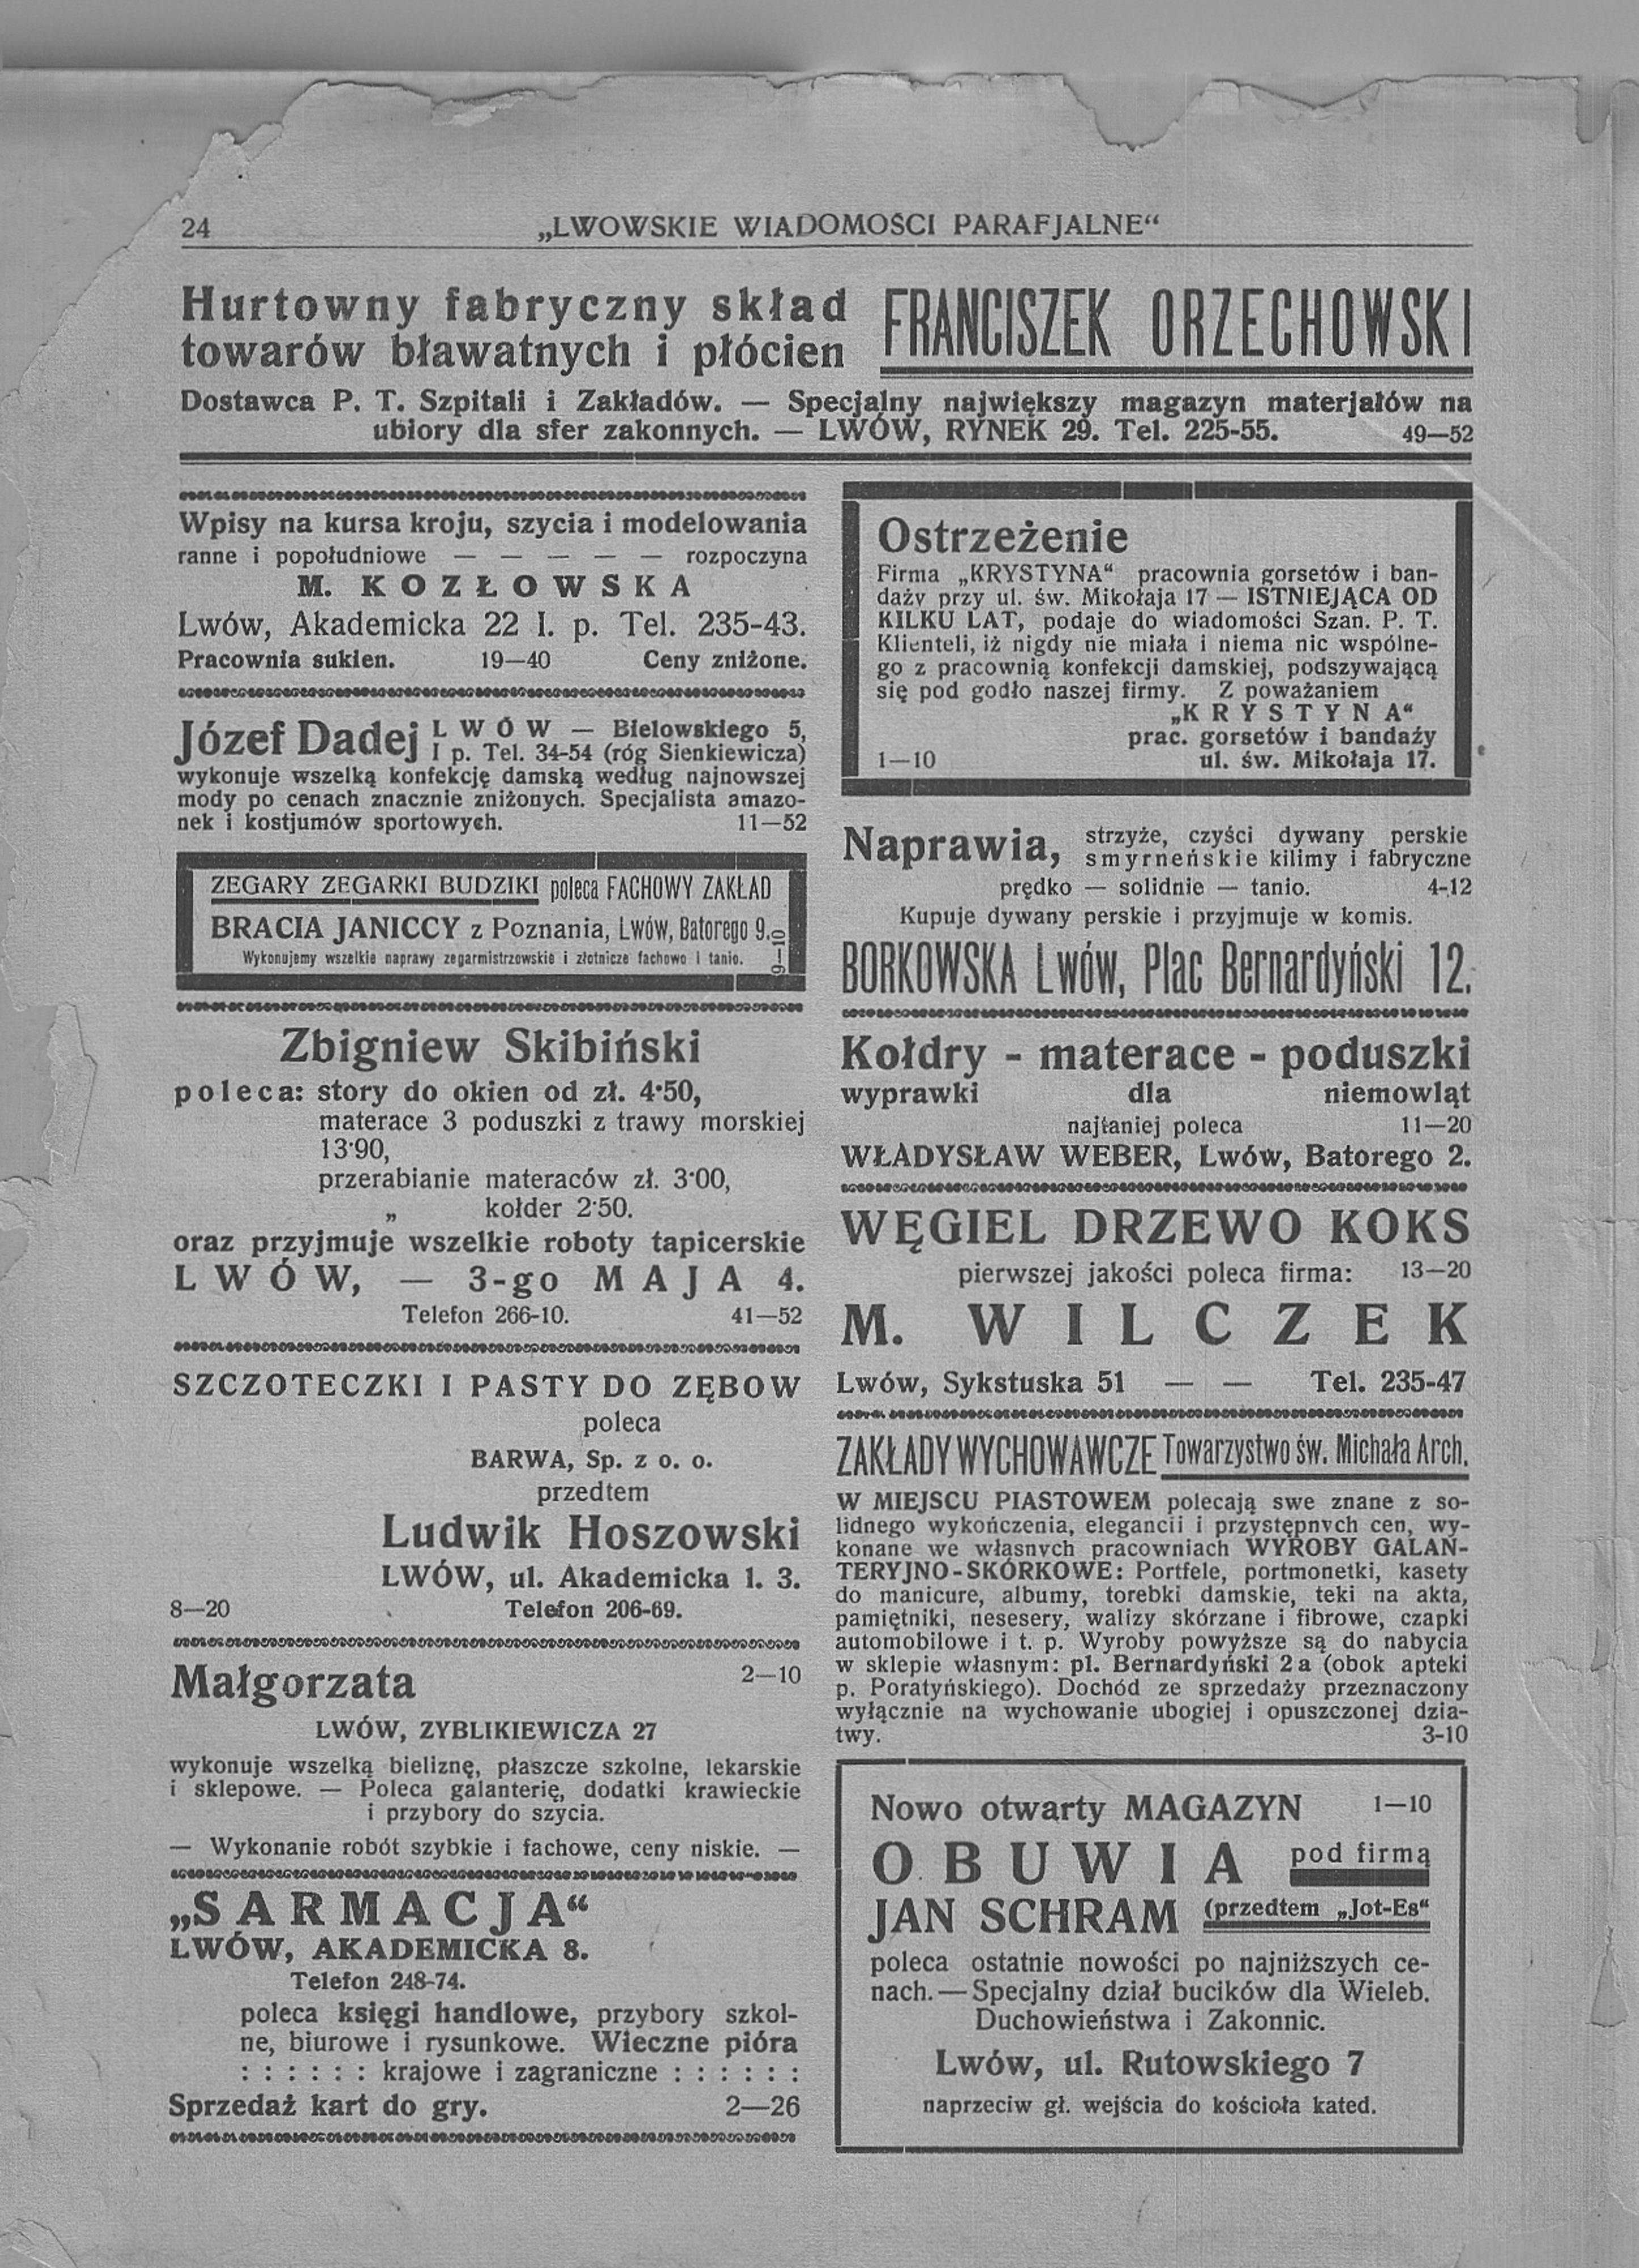 24
„LWOWSKIE WIADOMOŚCI PARAFJALNE“
Hurtowny fabryczny skład
towarów bławatnych i płócien
FRANCISZEK ORZECHOWSKI
Dostawca P. T. Szpitali i Zakładów. — Specjalny największy magazyn materjałów na
ubiory dla sfer zakonnych. — LWÓW, RYNEK 29. Tel. 225-55. 49—52
Wpisy na kursa kroju, szycia i modelowania
ranne i popołudniowe — — — — — rozpoczyna
M. KOZŁOWSKA
Lwów, Akademicka 22 I. p. Tel. 235-43.
Pracownia sukien. 19—40 Ceny zniżone.
Józef Dadej LWÓW — Bielowskiego 5,
I p. Tel. 34-54 (róg Sienkiewicza)
wykonuje wszelką konfekcję damską według najnowszej
mody po cenach znacznie zniżonych. Specjalista amazo-
nek i kostjumów sportowych. 11—52
ZEGARY ZEGARKI BUDZIKI poleca FACHOWY ZAKŁAD
BRACIA JANICCY z Poznania, Lwów, Batorego 9.
Wykonujemy wszelkie naprawy zegarmistrzowskie i złotnicze fachowo i tanio.
9—10
Zbigniew Skibiński
poleca: story do okien od zł. 4·50,
materace 3 poduszki z trawy morskiej
13·90,
przerabianie materaców zł. 3·00,
„ kołder 2·50.
oraz przyjmuje wszelkie roboty tapicerskie
LWÓW, — 3-go MAJA 4.
Telefon 266-10. 41—52
SZCZOTECZKI I PASTY DO ZĘBOW
poleca
BARWA, Sp. z o. o.
przedtem
Ludwik Hoszowski
LWÓW, ul. Akademicka l. 3.
8—20 Telefon 206-69.
Małgorzata 2—10
LWÓW, ZYBLIKIEWICZA 27
wykonuje wszelką bieliznę, płaszcze szkolne, lekarskie
i sklepowe. — Poleca galanterię, dodatki krawieckie
i przybory do szycia.
— Wykonanie robót szybkie i fachowe, ceny niskie. —
„SARMACJA“
LWÓW, AKADEMICKA 8.
Telefon 248-74.
poleca księgi handlowe, przybory szkol-
ne, biurowe i rysunkowe. Wieczne pióra
: : : : : : krajowe i zagraniczne : : : : : :
Sprzedaż kart do gry. 2—26
Ostrzeżenie
Firma „KRYSTYNA“ pracownia gorsetów i ban-
daży przy ul. św. Mikołaja 17 — ISTNIEJĄCA OD
KILKU LAT, podaje do wiadomości Szan. P. T.
Klienteli, iż nigdy nie miała i niema nic wspólne-
go z pracownią konfekcji damskiej, podszywającą
się pod godło naszej firmy. Z poważaniem
„KRYSTYNA“
prac. gorsetów i bandaży
1—10 ul. św. Mikołaja 17.
Naprawia, strzyże, czyści dywany perskie
smyrneńskie kilimy i fabryczne
prędko — solidnie — tanio. 4-12
Kupuje dywany perskie i przyjmuje w komis.
BORKOWSKA Lwów, Plac Bernardyński 12.
Kołdry - materace - poduszki
wyprawki dla niemowląt
najtaniej poleca 11—20
WŁADYSŁAW WEBER, Lwów, Batorego 2.
WĘGIEL DRZEWO KOKS
pierwszej jakości poleca firma: 13—20
M. WILCZEK
Lwów, Sykstuska 51 — — Tel. 235-47
ZAKŁADY WYCHOWAWCZE Towarzystwo św. Michała Arch.
W MIEJSCU PIASTOWEM polecają swe znane z so-
lidnego wykończenia, elegancii i przystępnych cen, wy-
konane we własnych pracowniach WYROBY GALAN-
TERYJNO-SKÓRKOWE: Portfele, portmonetki, kasety
do manicure, albumy, torebki damskie, teki na akta,
pamiętniki, nesesery, walizy skórzane i fibrowe, czapki
automobilowe i t. p. Wyroby powyższe są do nabycia
w sklepie własnym: pl. Bernardyński 2a (obok apteki
p. Poratyńskiego). Dochód ze sprzedaży przeznaczony
wyłącznie na wychowanie ubogiej i opuszczonej dzia-
twy. 3-10
Nowo otwarty MAGAZYN 1—10
OBUWIA pod firmą
JAN SCHRAM (przedtem „Jot-Es“
poleca ostatnie nowości po najniższych ce-
nach. — Specjalny dział bucików dla Wieleb.
Duchowieństwa i Zakonnic.
Lwów, ul. Rutowskiego 7
naprzeciw gł. wejścia do kościoła kated.